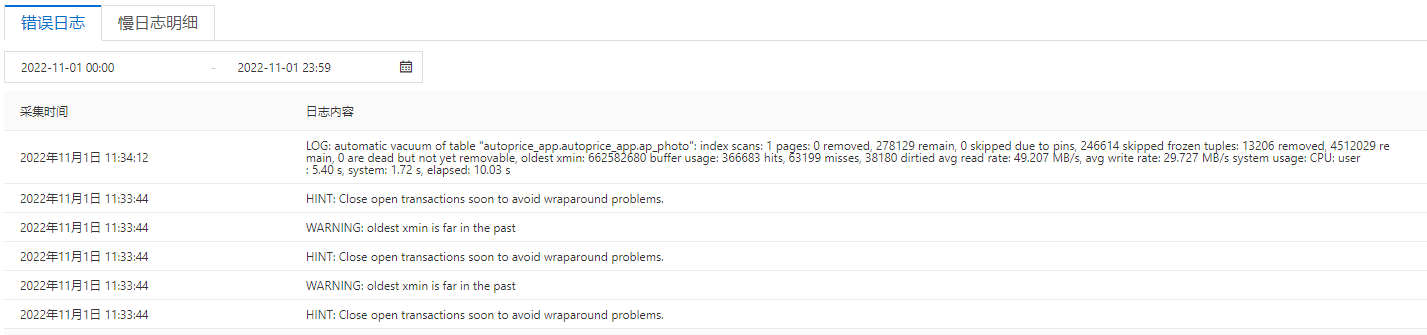 错误日志 慢日志明细
2022-11-01 00:00 - 2022-11-01 23:59
采集时间 日志内容
LOG: automatic vacuum of table "autoprice_app.autoprice_app.ap_photo": index scans: 1 pages: 0 removed, 278129 remain, 0 skipped due to pins, 246614 skipped frozen tuples: 13206 removed, 4512029 re
2022年11月1日 11:34:12 main, 0 are dead but not yet removable, oldest xmin: 662582680 buffer usage: 366683 hits, 63199 misses, 38180 dirtied avg read rate: 49.207 MB/s, avg write rate: 29.727 MB/s system usage: CPU: user
: 5.40 s, system: 1.72 s, elapsed: 10.03 s
2022年11月1日 11:33:44 HINT: Close open transactions soon to avoid wraparound problems.
2022年11月1日 11:33:44 WARNING: oldest xmin is far in the past
2022年11月1日 11:33:44 HINT: Close open transactions soon to avoid wraparound problems.
2022年11月1日 11:33:44 WARNING: oldest xmin is far in the past
2022年11月1日 11:33:44 HINT: Close open transactions soon to avoid wraparound problems.